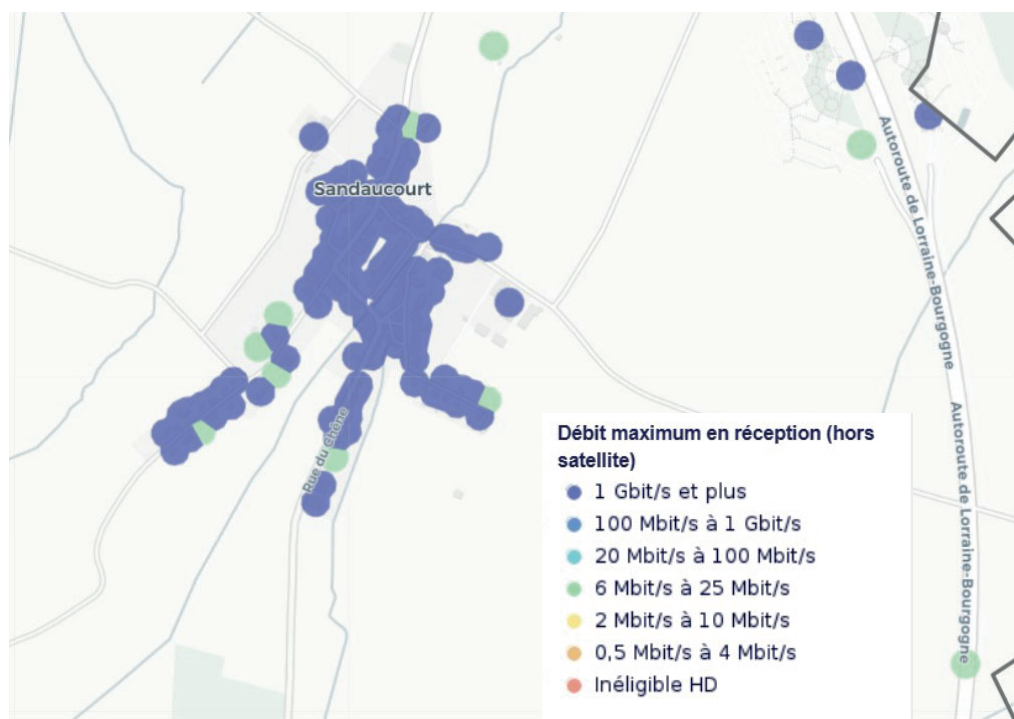 Sandaucourt
Autoroute de Lorraine-Bourgogne
Rue du chêne
Autoroute de Lorraine-Bourgogne
Débit maximum en réception (hors
satellite)
1 Gbit/s et plus
100 Mbit/s à 1 Gbit/s
20 Mbit/s à 100 Mbit/s
6 Mbit/s à 25 Mbit/s
2 Mbit/s à 10 Mbit/s
0,5 Mbit/s à 4 Mbit/s
Inéligible HD